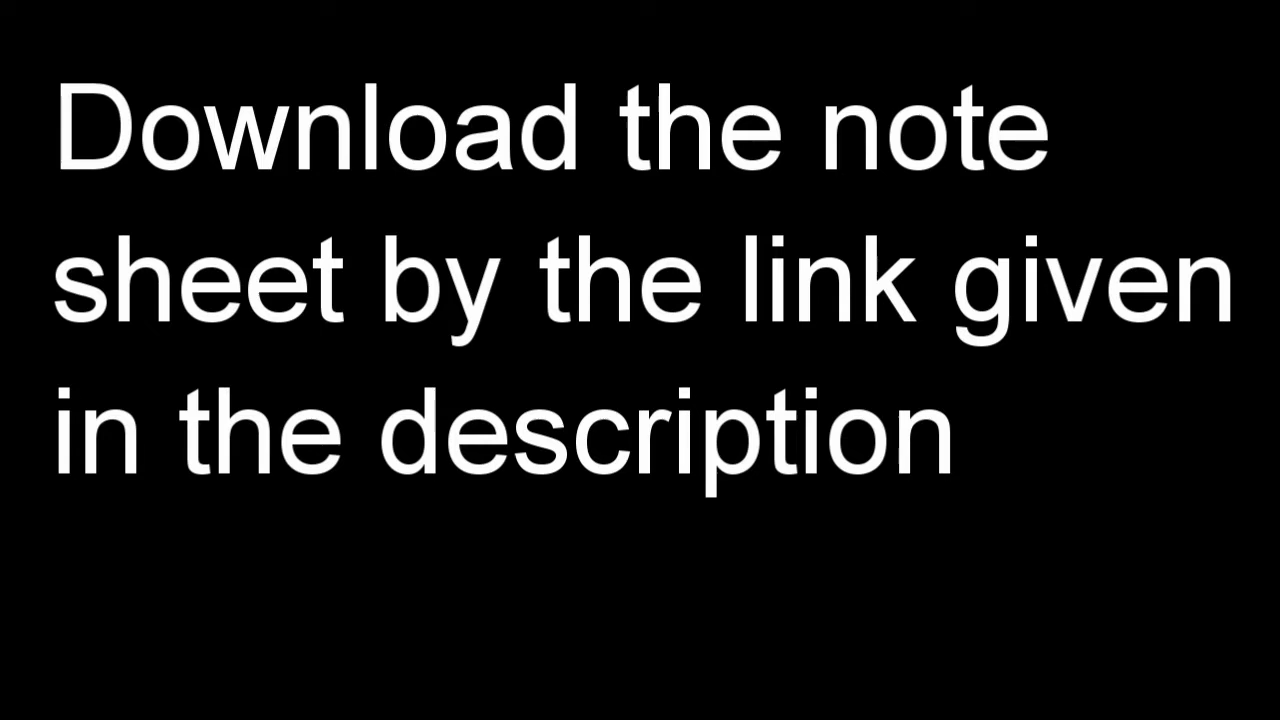 Download the note
sheet by the link given
in the description